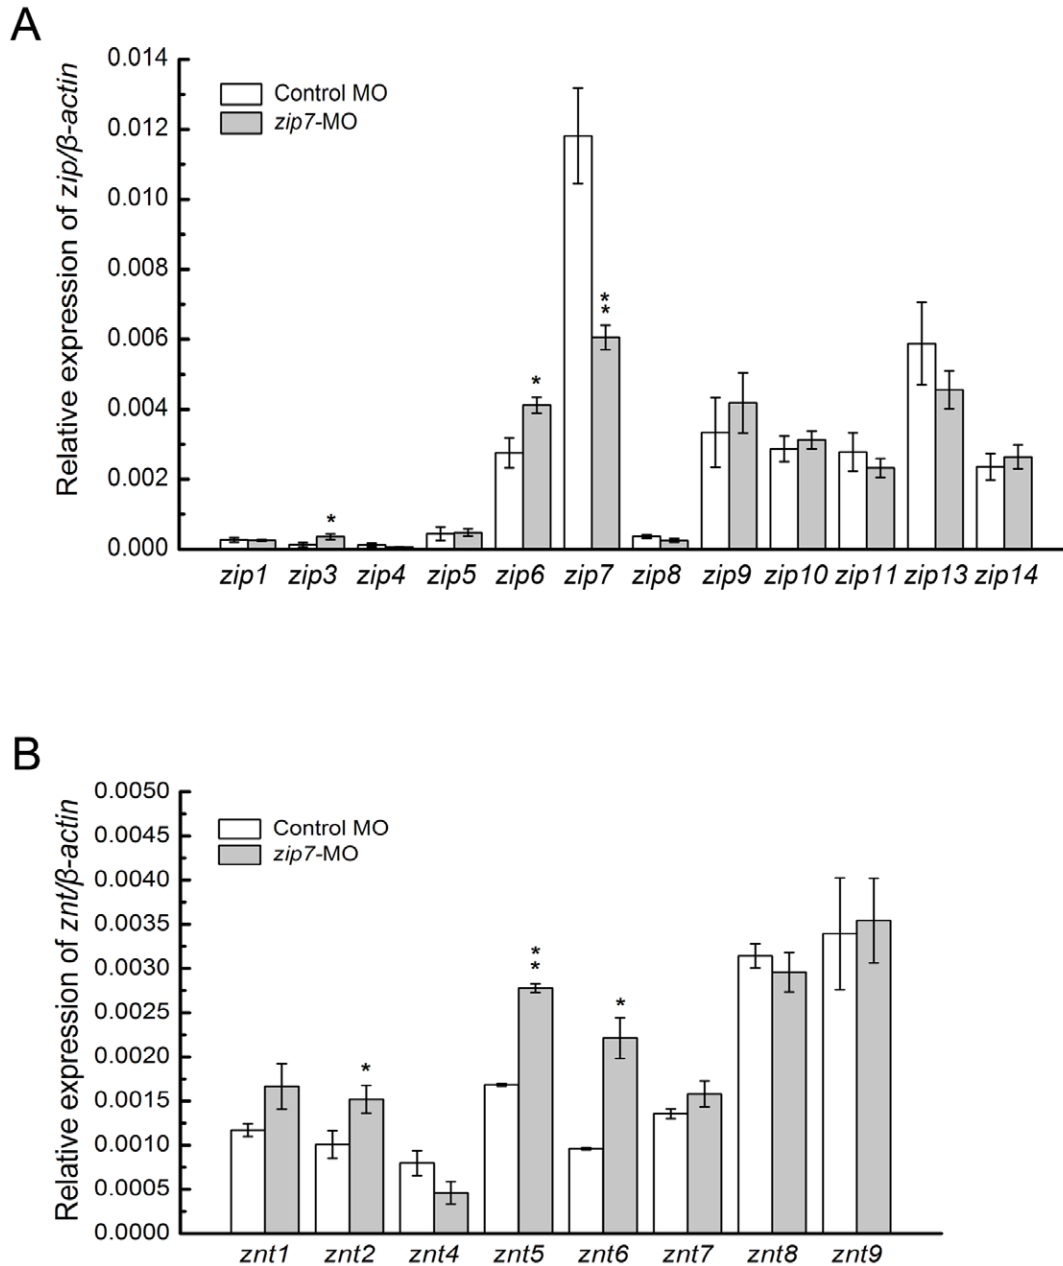 A
Relative expression of zip/β-actin
0.014
0.012
0.010
0.008
0.006
0.004
0.002
0.000
Control MO
zip7-MO
*
*
*
*
zip1 zip3 zip4 zip5 zip6 zip7 zip8 zip9 zip10 zip11 zip13 zip14
B
Relative expression of znt/β-actin
0.0050
0.0045
0.0040
0.0035
0.0030
0.0025
0.0020
0.0015
0.0010
0.0005
0.0000
Control MO
zip7-MO
*
*
*
*
znt1 znt2 znt4 znt5 znt6 znt7 znt8 znt9